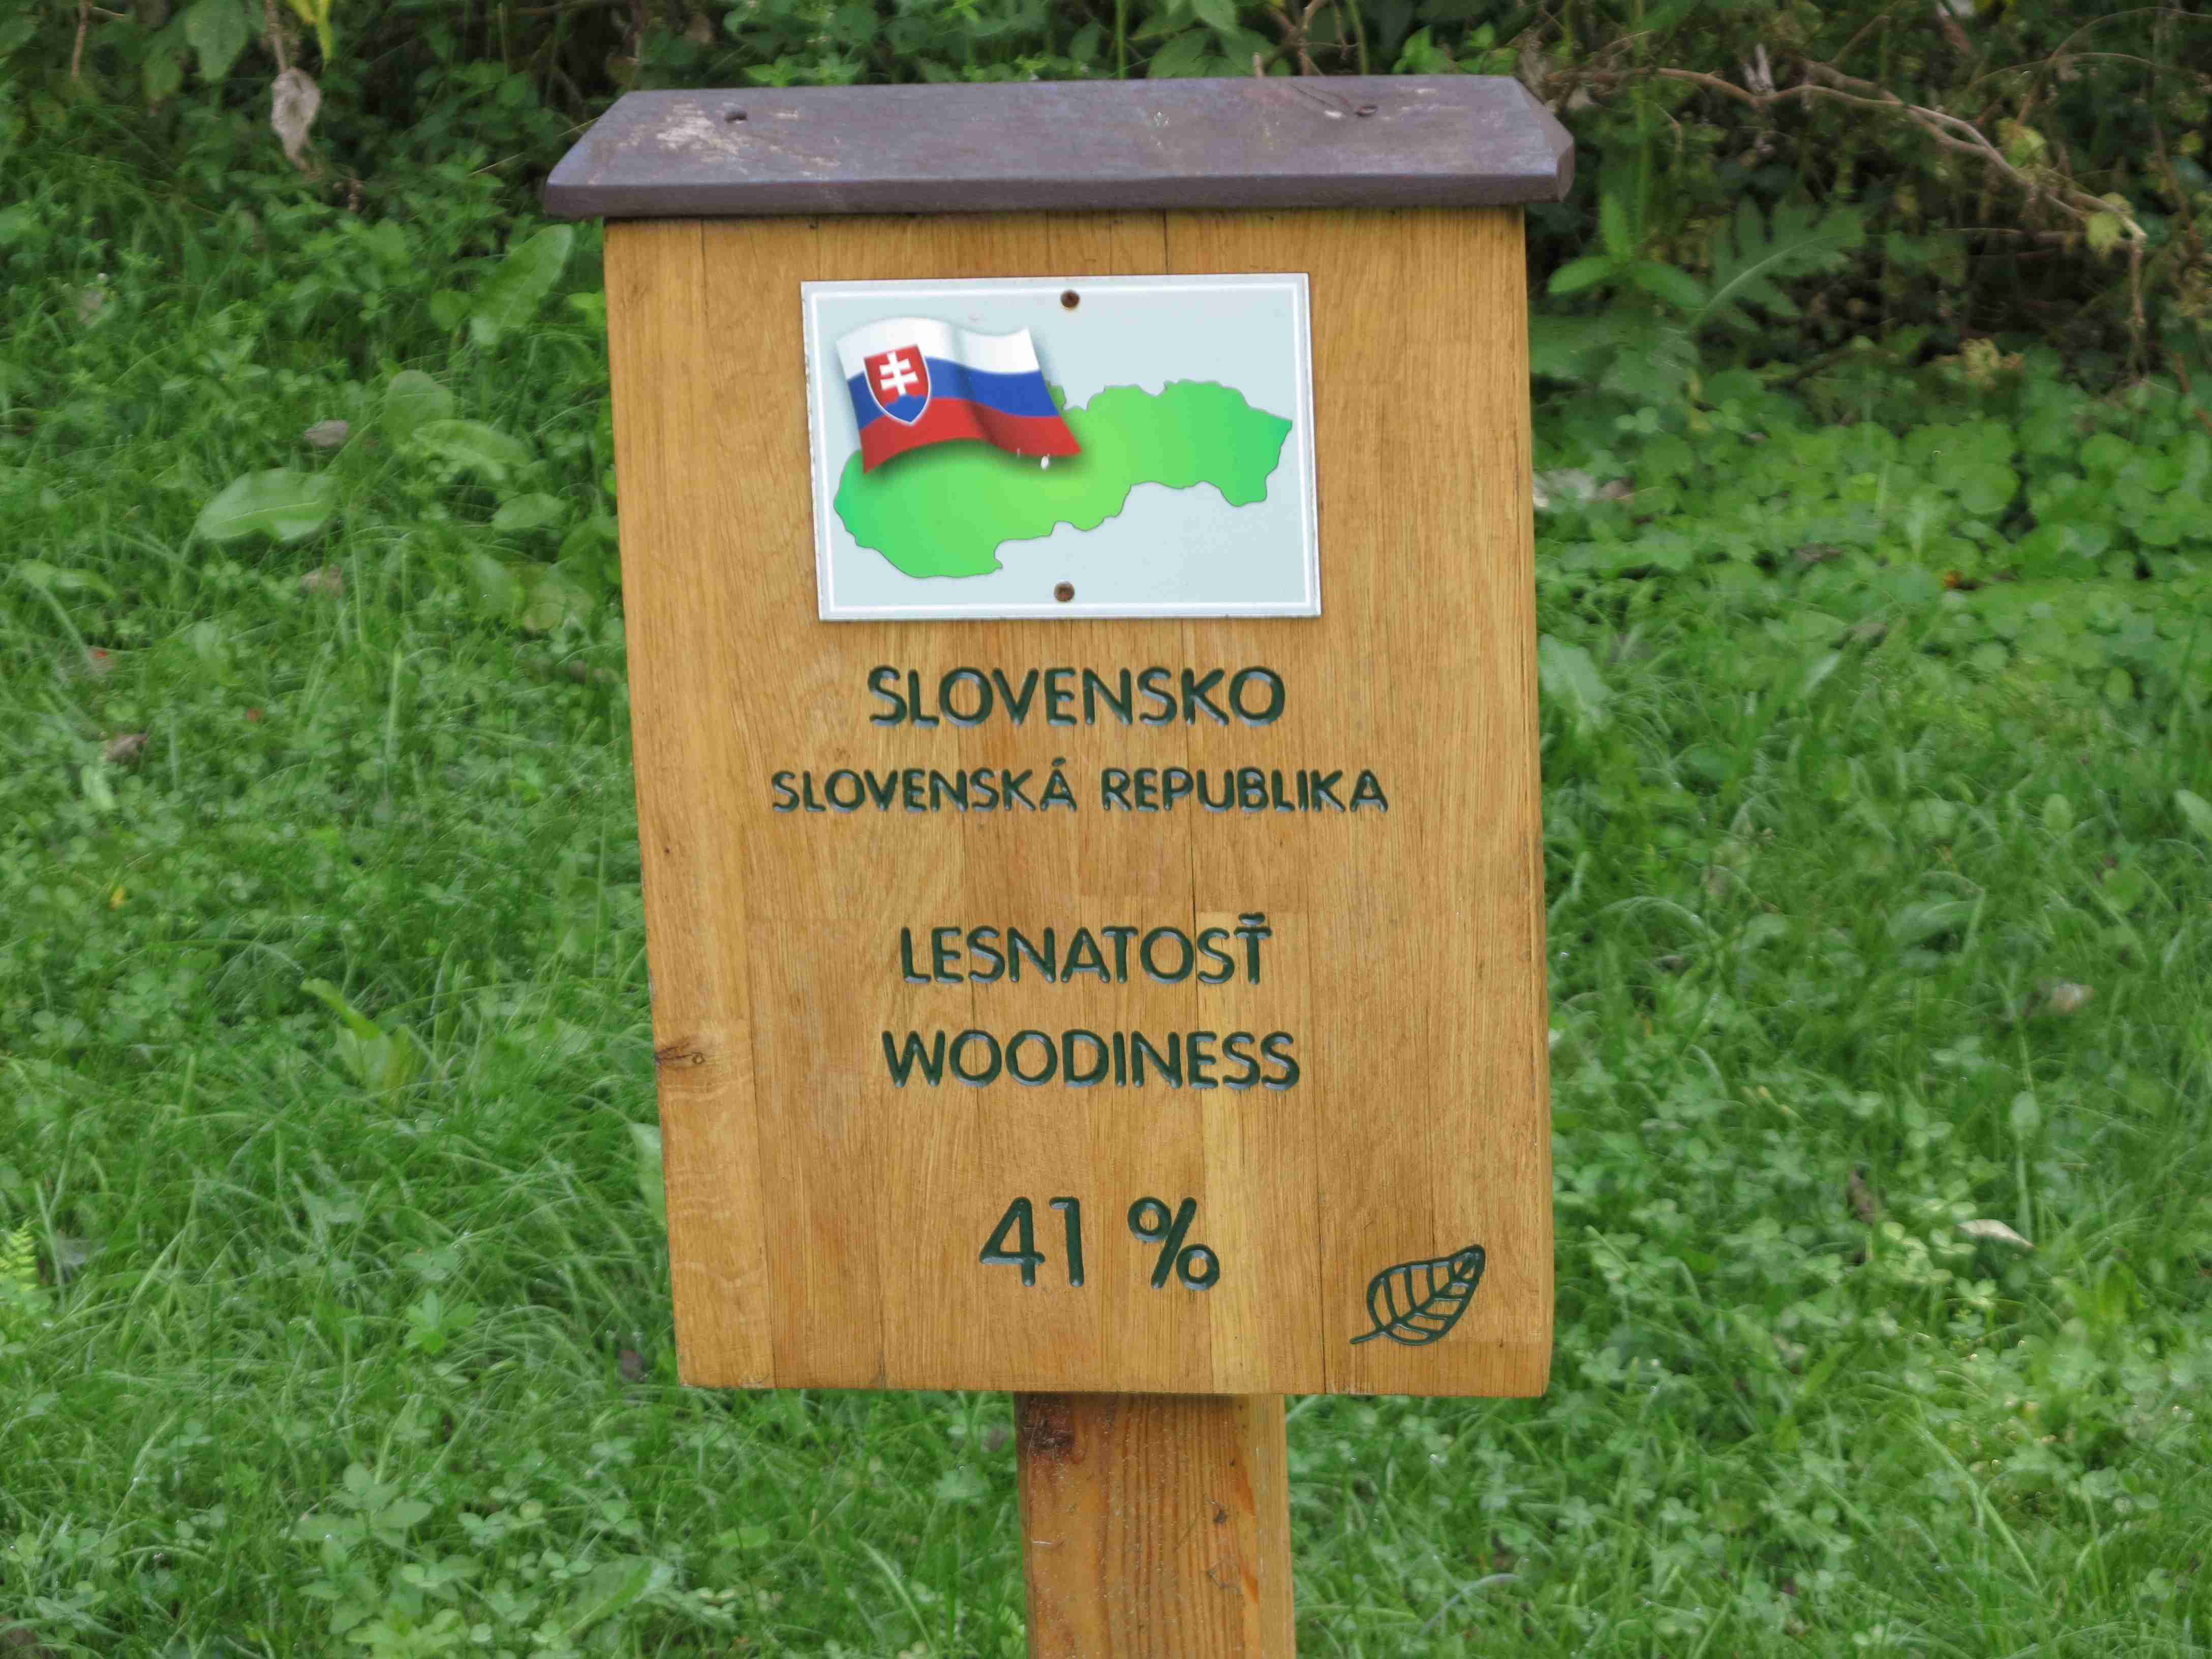 SLOVENSKO
SLOVENSKÁ REPUBLIKA
LESNATOSŤ
WOODINESS
41 %